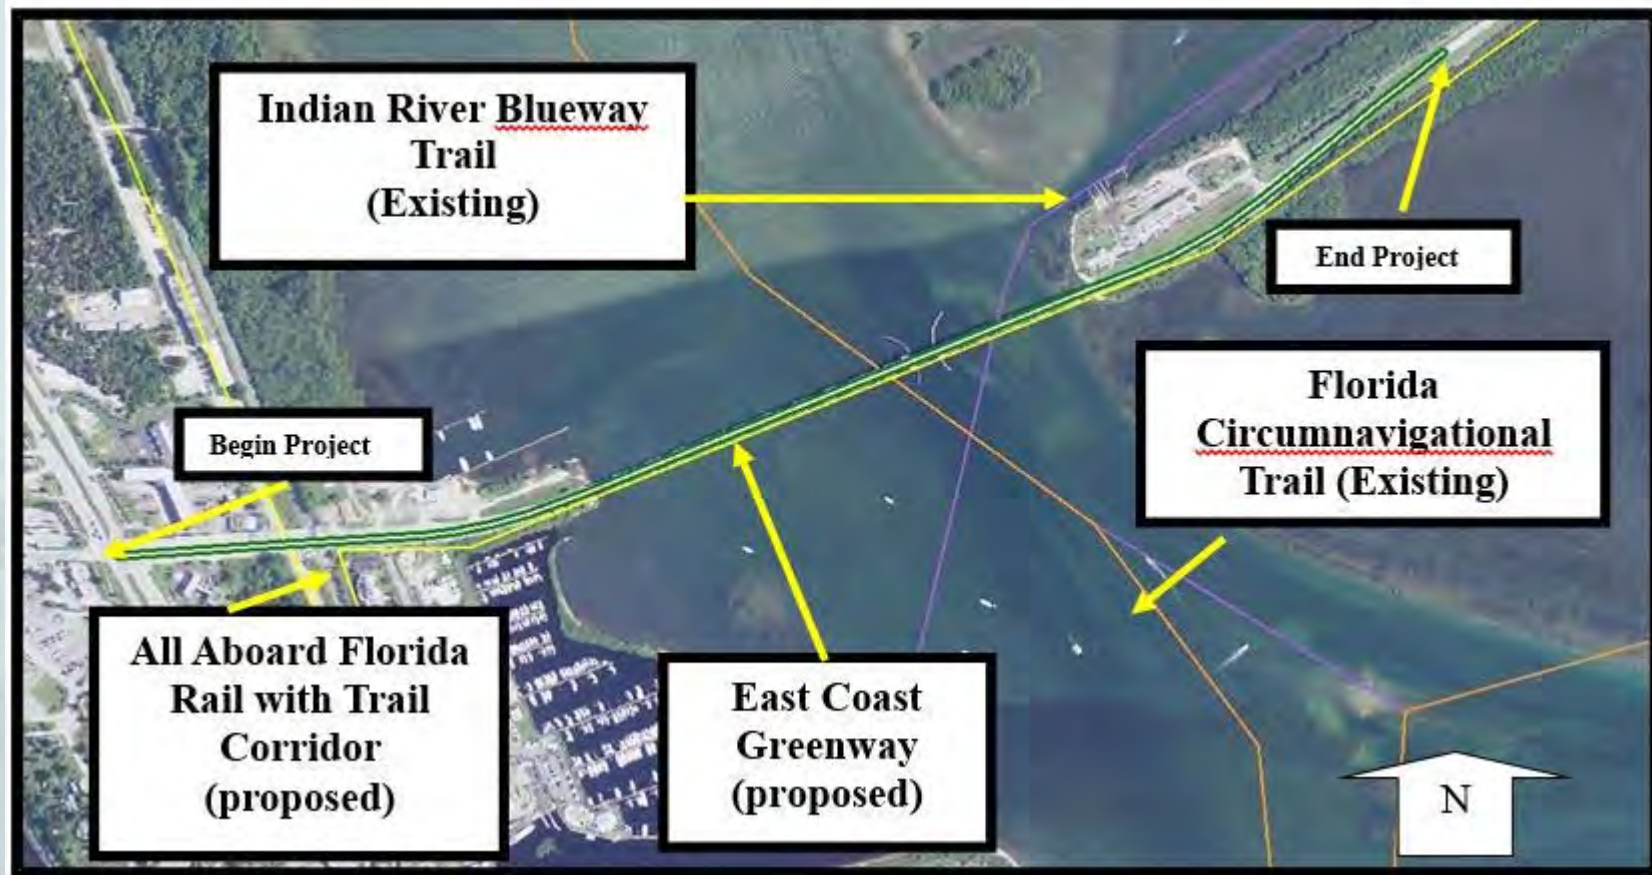 Indian River Blueway
Trail
(Existing)
End Project
Florida
Circumnavigational
Trail (Existing)
Begin Project
All Aboard Florida
Rail with Trail
Corridor
(proposed)
East Coast
Greenway
(proposed)
N